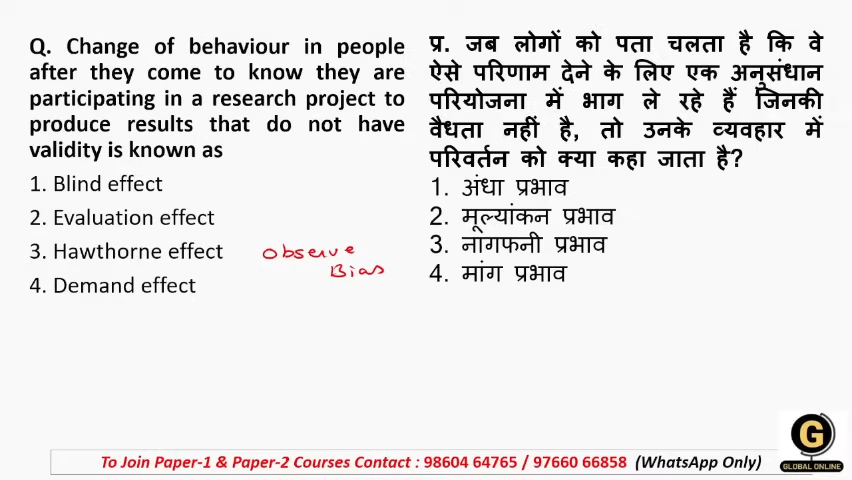 Q. Change of behaviour in people
after they come to know they are
participating in a research project to
produce results that do not have
validity is known as
1. Blind effect
2. Evaluation effect
3. Hawthorne effect
4. Demand effect
Observe
Bias
प्र. जब लोगों को पता चलता है कि वे
ऐसे परिणाम देने के लिए एक अनुसंधान
परियोजना में भाग ले रहे हैं जिनकी
वैधता नहीं है, तो उनके व्यवहार में
परिवर्तन को क्या कहा जाता है?
1. अंधा प्रभाव
2. मूल्यांकन प्रभाव
3. नागफनी प्रभाव
4. मांग प्रभाव
To Join Paper-1 & Paper-2 Courses Contact : 98604 64765 / 97660 66858 (WhatsApp Only)
G
GLOBAL ONLINE